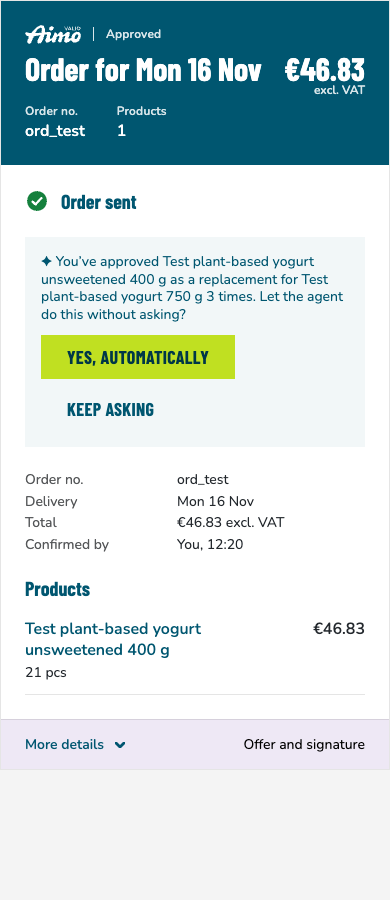 Aimo VALIO
Approved
Order for Mon 16 Nov
€46.83
excl. VAT
Order no.
Products
ord_test
1
Order sent
✦ You’ve approved Test plant-based yogurt
unsweetened 400 g as a replacement for Test
plant-based yogurt 750 g 3 times. Let the agent
do this without asking?
YES, AUTOMATICALLY
KEEP ASKING
Order no. ord_test
Delivery Mon 16 Nov
Total €46.83 excl. VAT
Confirmed by You, 12:20
Products
Test plant-based yogurt €46.83
unsweetened 400 g
21 pcs
More details Offer and signature